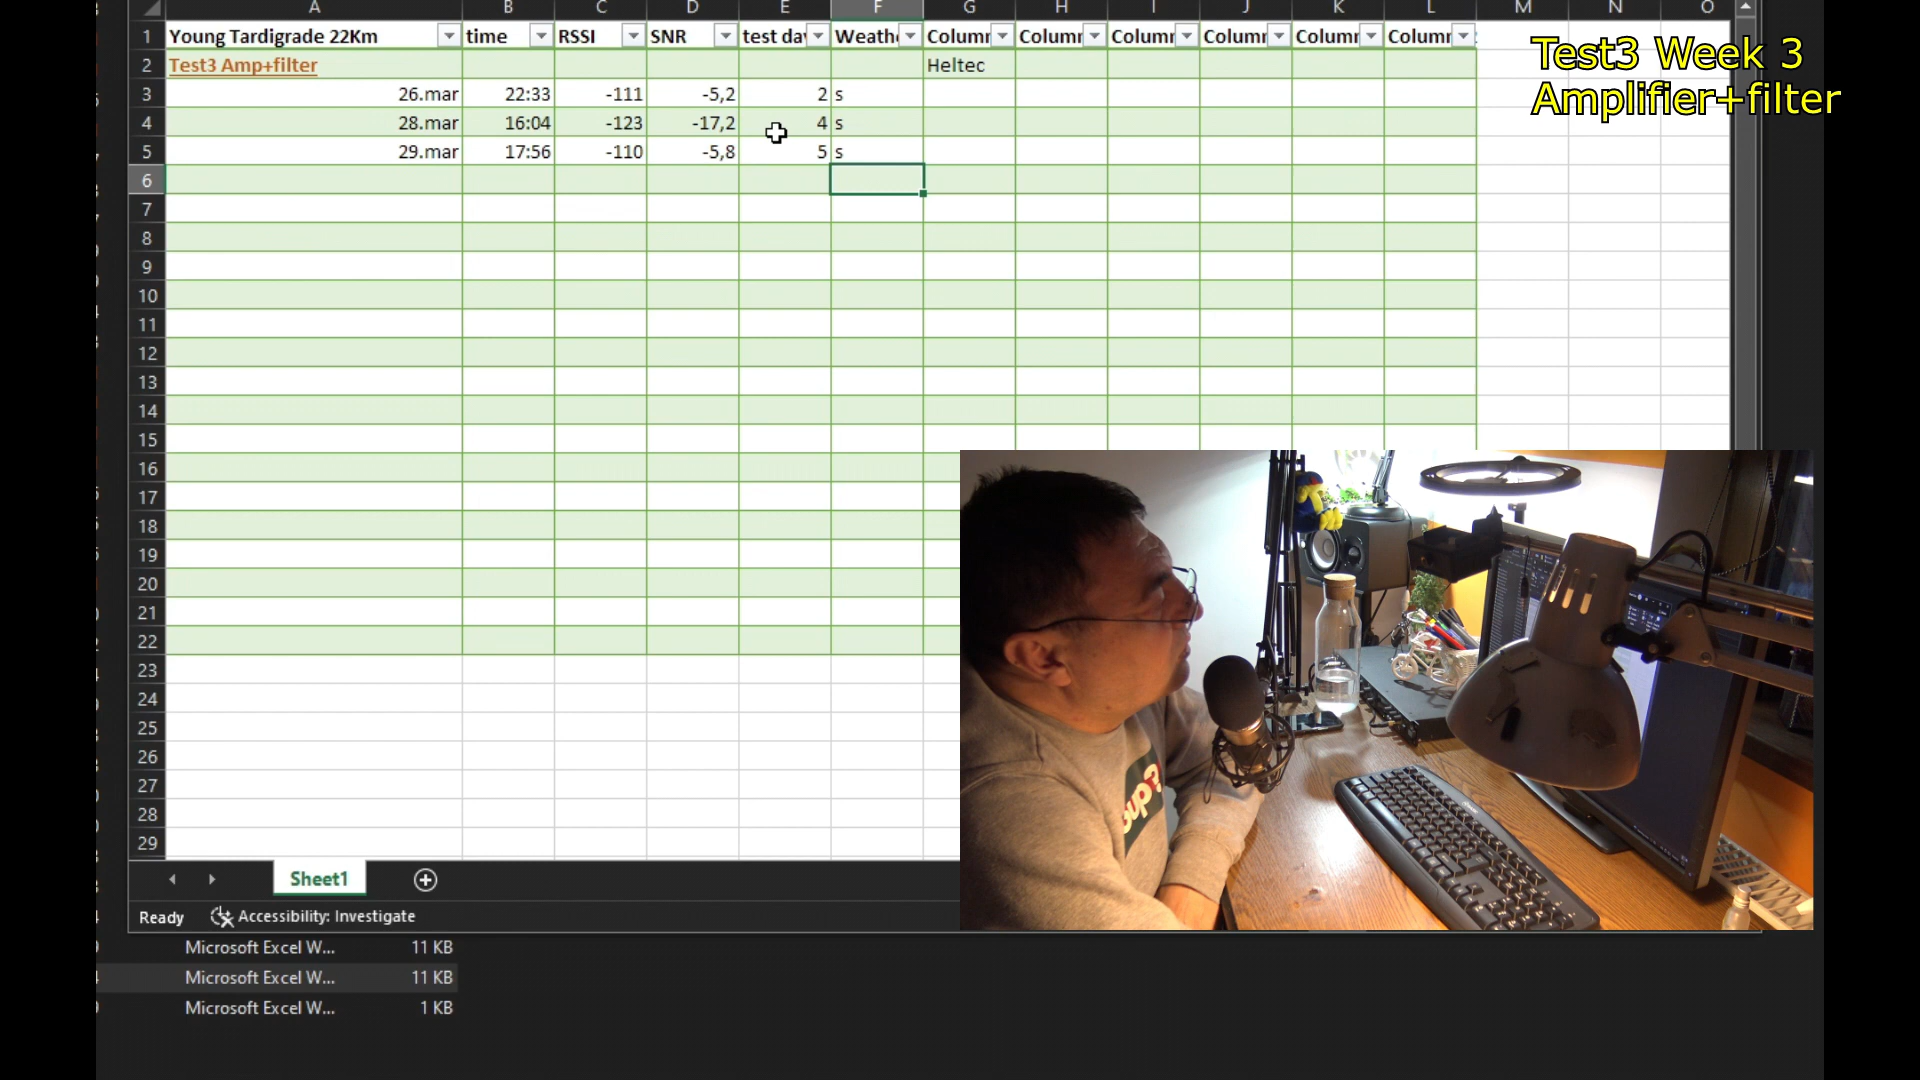 A B C D E F G H I J K L M N O
1 Young Tardigrade 22Km time RSSI SNR test da Weath Colum Colum Colum Colum Colum Colum
2 Test3 Amp+filter Heltec
3 26.mar 22:33 -111 -5,2 2 s
4 28.mar 16:04 -123 -17,2 4 s
5 29.mar 17:56 -110 -5,8 5 s
6
7
8
9
10
11
12
13
14
15
16
17
18
19
20
21
22
23
24
25
26
27
28
29
Test3 Week 3
Amplifier+filter
Sheet1
Ready Accessibility: Investigate
Microsoft Excel W... 11 KB
Microsoft Excel W... 11 KB
Microsoft Excel W... 1 KB